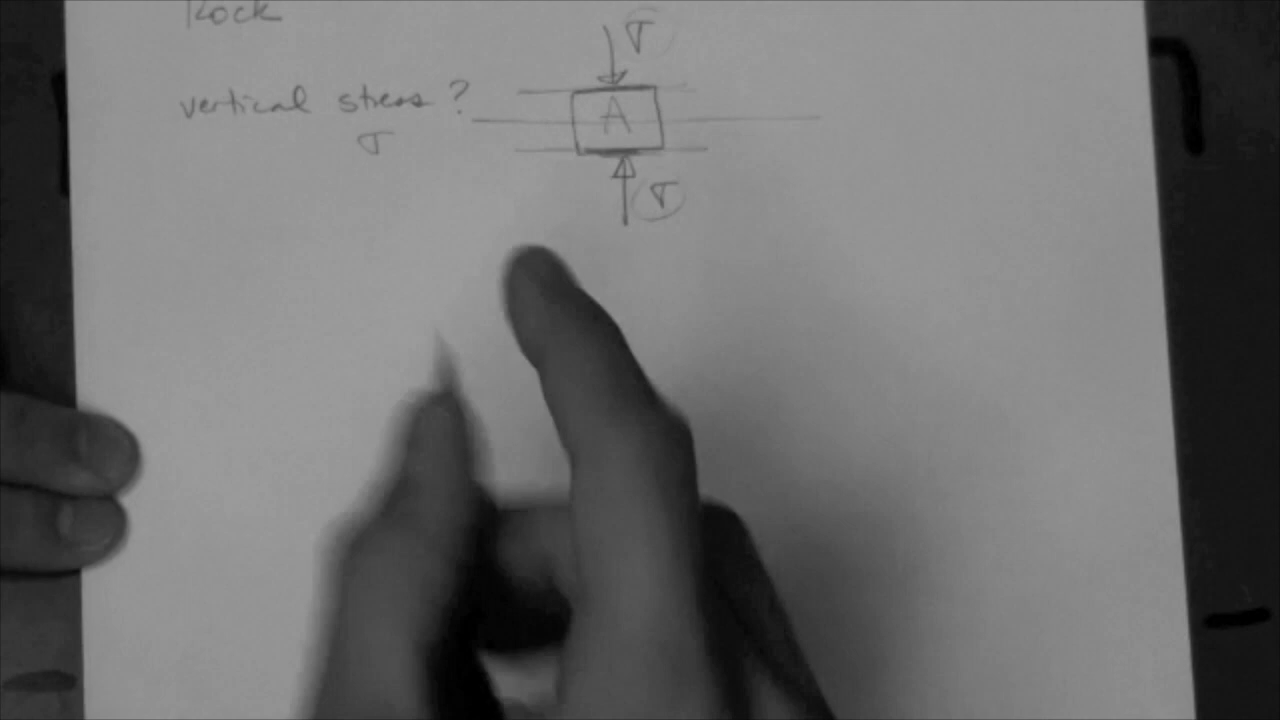 Rock
σ
vertical stress ?
A
σ
σ